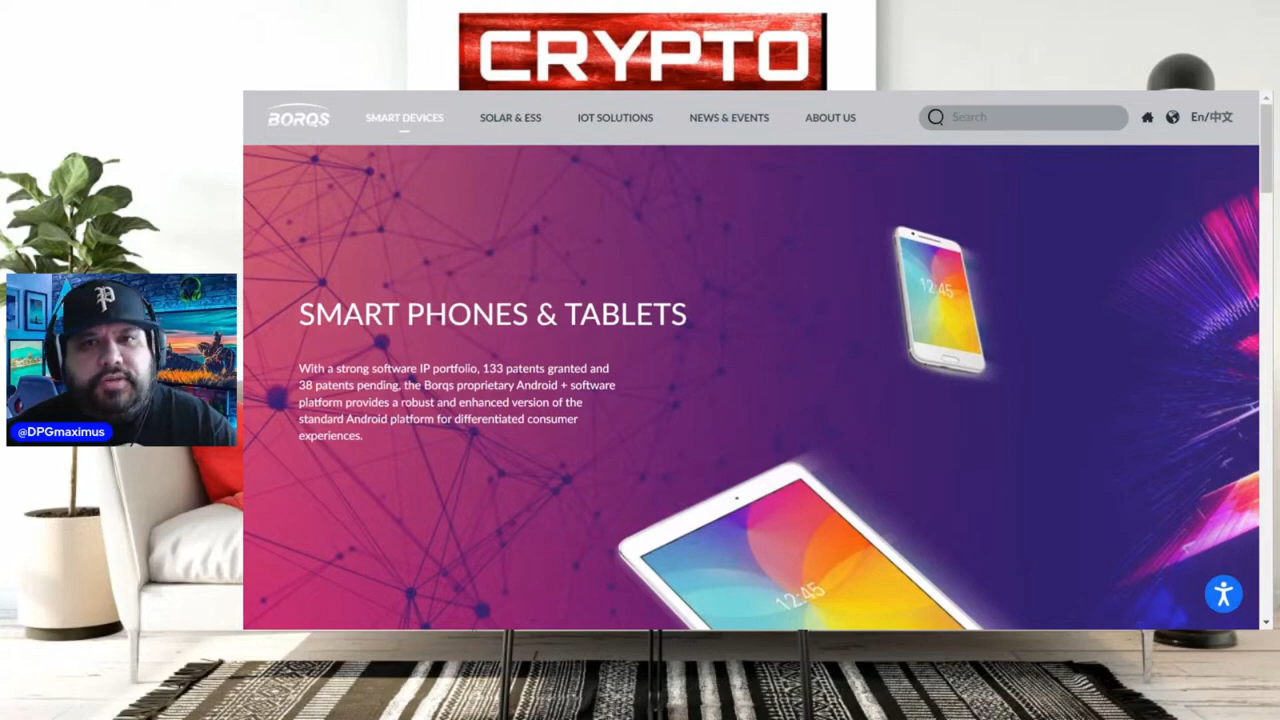 CRYPTO
BORQS
SMART DEVICES
SOLAR & ESS
IOT SOLUTIONS
NEWS & EVENTS
ABOUT US
Search
En/中文
12:45
SMART PHONES & TABLETS
With a strong software IP portfolio, 133 patents granted and
38 patents pending, the Borqs proprietary Android + software
platform provides a robust and enhanced version of the
standard Android platform for differentiated consumer
experiences.
P
@DPGmaximus
12:45